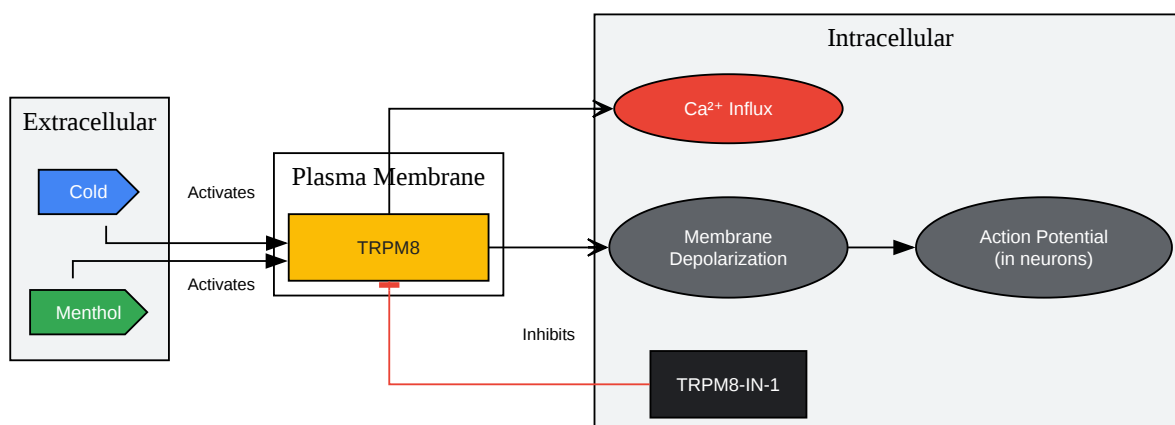 Intracellular
Ca²⁺ Influx
Extracellular
Cold
Activates
Plasma Membrane
TRPM8
Membrane
Depolarization
Action Potential
(in neurons)
Menthol
Activates
Inhibits
TRPM8-IN-1